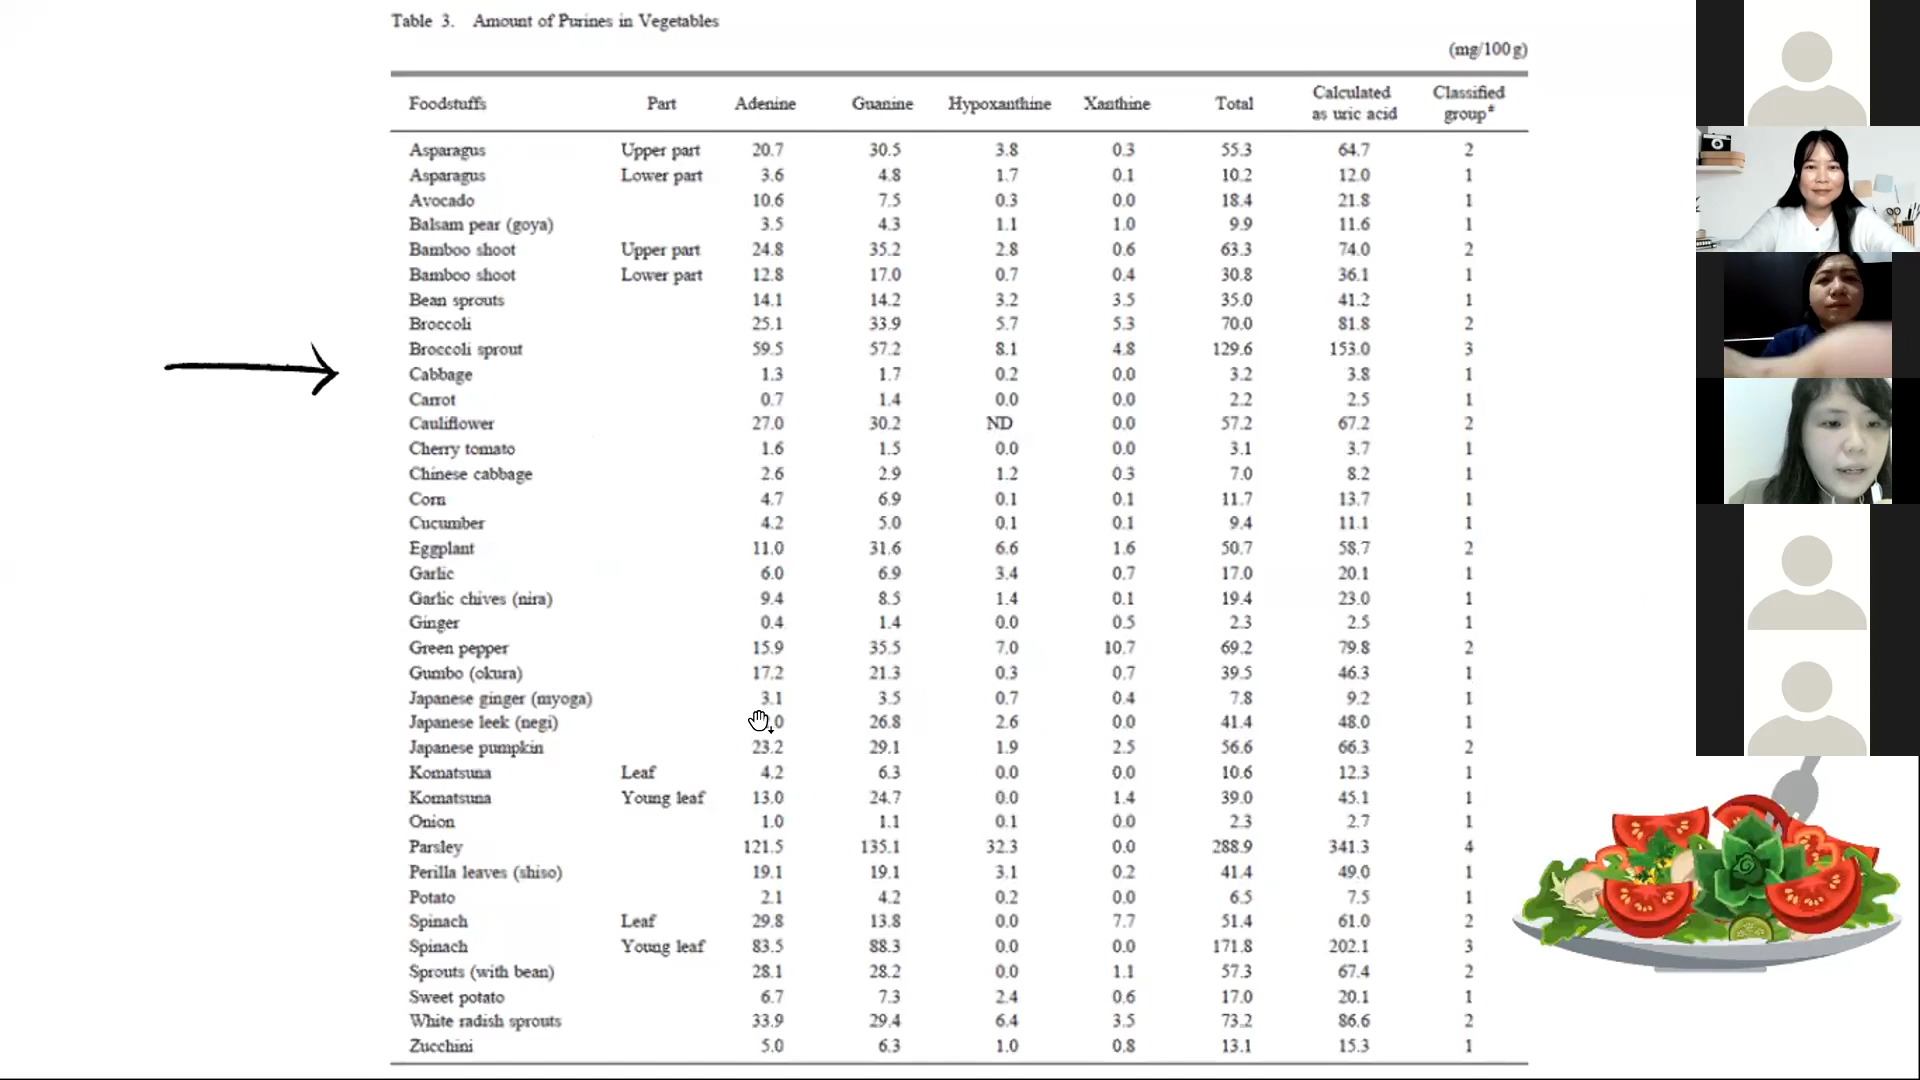 Table 3. Amount of Purines in Vegetables
(mg/100 g)
Foodstuffs Part Adenine Guanine Hypoxanthine Xanthine Total Calculated as uric acid Classified group#
Asparagus Upper part 20.7 30.5 3.8 0.3 55.3 64.7 2
Asparagus Lower part 3.6 4.8 1.7 0.1 10.2 12.0 1
Avocado 10.6 7.5 0.3 0.0 18.4 21.8 1
Balsam pear (goya) 3.5 4.3 1.1 1.0 9.9 11.6 1
Bamboo shoot Upper part 24.8 35.2 2.8 0.6 63.3 74.0 2
Bamboo shoot Lower part 12.8 17.0 0.7 0.4 30.8 36.1 1
Bean sprouts 14.1 14.2 3.2 3.5 35.0 41.2 1
Broccoli 25.1 33.9 5.7 5.3 70.0 81.8 2
Broccoli sprout 59.5 57.2 8.1 4.8 129.6 153.0 3
Cabbage 1.3 1.7 0.2 0.0 3.2 3.8 1
Carrot 0.7 1.4 0.0 0.0 2.2 2.5 1
Cauliflower 27.0 30.2 ND 0.0 57.2 67.2 2
Cherry tomato 1.6 1.5 0.0 0.0 3.1 3.7 1
Chinese cabbage 2.6 2.9 1.2 0.3 7.0 8.2 1
Corn 4.7 6.9 0.1 0.1 11.7 13.7 1
Cucumber 4.2 5.0 0.1 0.1 9.4 11.1 1
Eggplant 11.0 31.6 6.6 1.6 50.7 58.7 2
Garlic 6.0 6.9 3.4 0.7 17.0 20.1 1
Garlic chives (nira) 9.4 8.5 1.4 0.1 19.4 23.0 1
Ginger 0.4 1.4 0.0 0.5 2.3 2.5 1
Green pepper 15.9 35.5 7.0 10.7 69.2 79.8 2
Gumbo (okura) 17.2 21.3 0.3 0.7 39.5 46.3 1
Japanese ginger (myoga) 3.1 3.5 0.7 0.4 7.8 9.2 1
Japanese leek (negi) 26.8 2.6 0.0 41.4 48.0 1
Japanese pumpkin 23.2 29.1 1.9 2.5 56.6 66.3 2
Komatsuna Leaf 4.2 6.3 0.0 0.0 10.6 12.3 1
Komatsuna Young leaf 13.0 24.7 0.0 1.4 39.0 45.1 1
Onion 1.0 1.1 0.1 0.0 2.3 2.7 1
Parsley 121.5 135.1 32.3 0.0 288.9 341.3 4
Perilla leaves (shiso) 19.1 19.1 3.1 0.2 41.4 49.0 1
Potato 2.1 4.2 0.2 0.0 6.5 7.5 1
Spinach Leaf 29.8 13.8 0.0 7.7 51.4 61.0 2
Spinach Young leaf 83.5 88.3 0.0 0.0 171.8 202.1 3
Sprouts (with bean) 28.1 28.2 0.0 1.1 57.3 67.4 2
Sweet potato 6.7 7.3 2.4 0.6 17.0 20.1 1
White radish sprouts 33.9 29.4 6.4 3.5 73.2 86.6 2
Zucchini 5.0 6.3 1.0 0.8 13.1 15.3 1